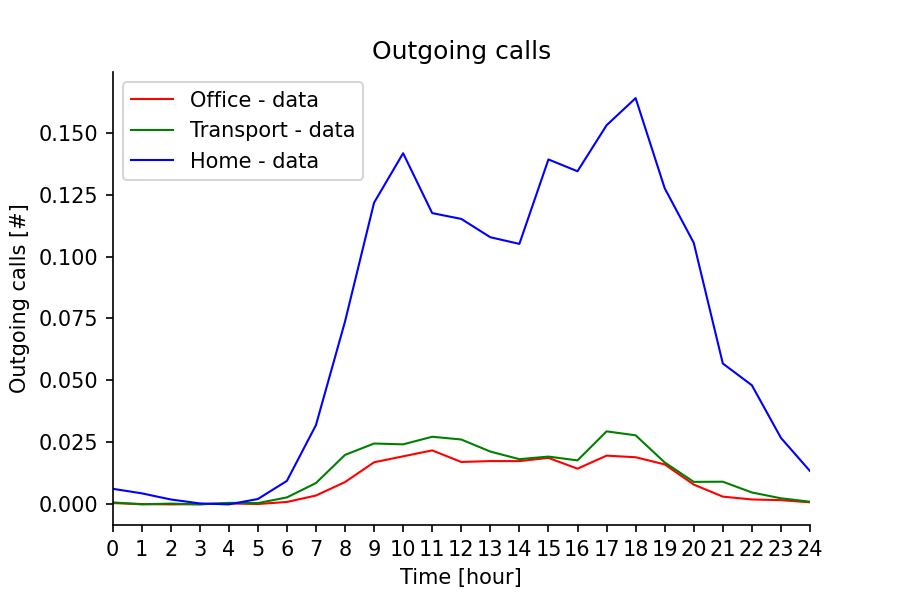 Outgoing calls
Office - data
Transport - data
Home - data
Outgoing calls [#]
0.150
0.125
0.100
0.075
0.050
0.025
0.000
0 1 2 3 4 5 6 7 8 9 10 11 12 13 14 15 16 17 18 19 20 21 22 23 24
Time [hour]